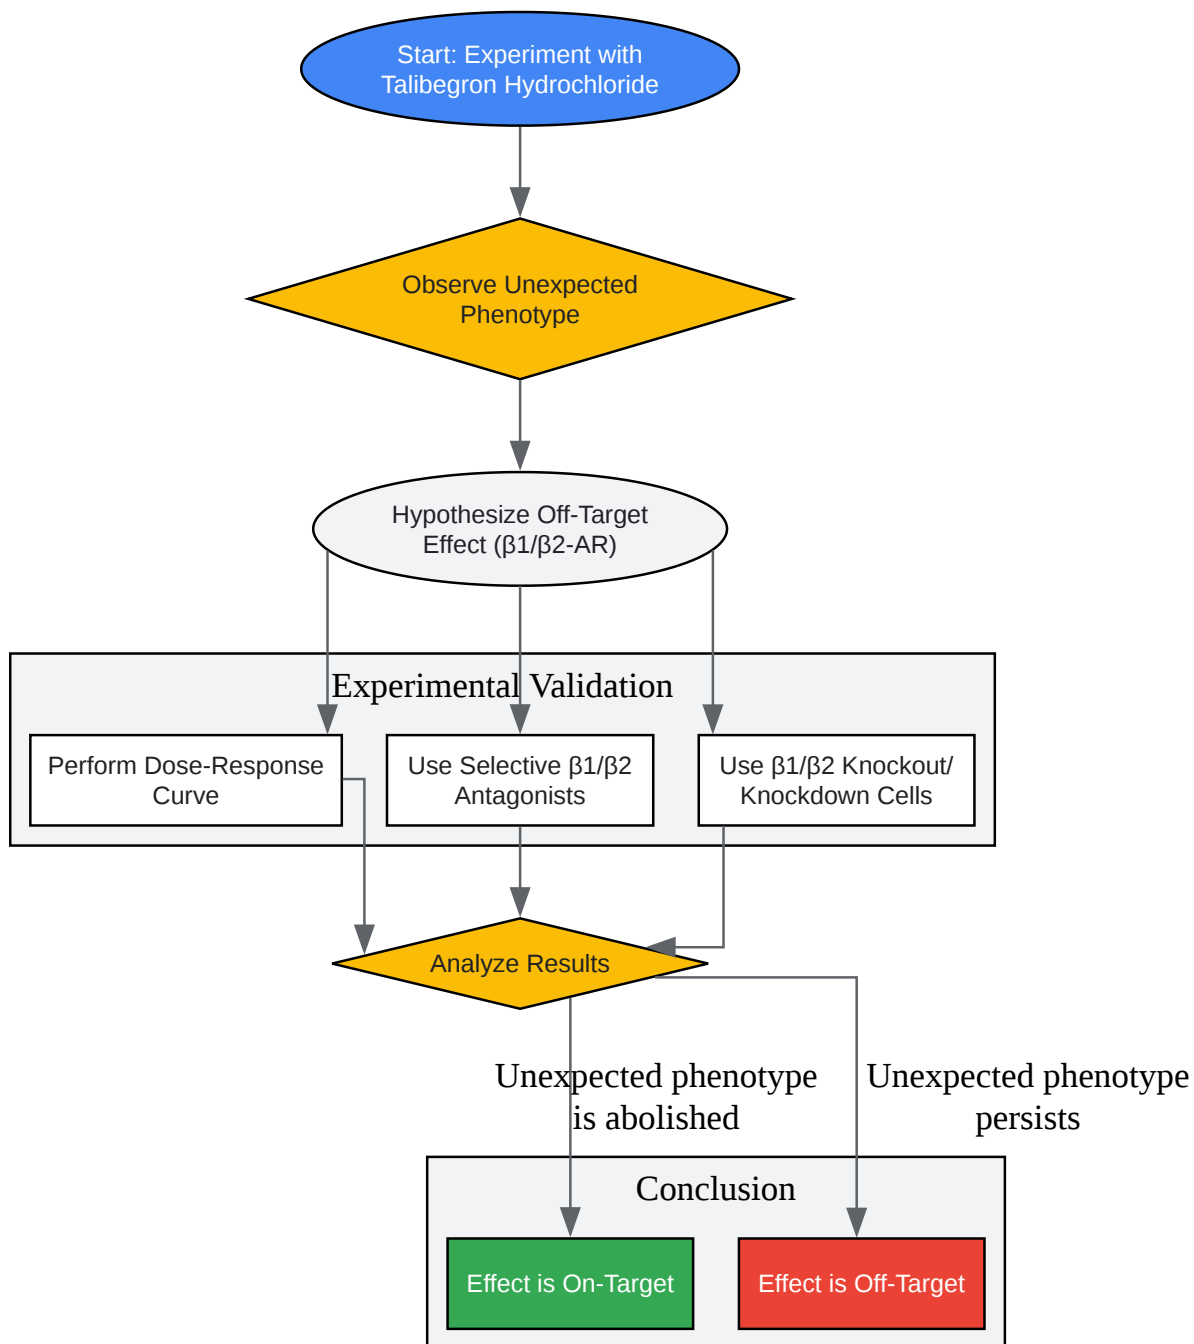 Start: Experiment with
Talibegron Hydrochloride
Observe Unexpected
Phenotype
Hypothesize Off-Target
Effect (β1/β2-AR)
Experimental Validation
Perform Dose-Response
Curve
Use Selective β1/β2
Antagonists
Use β1/β2 Knockout/
Knockdown Cells
Analyze Results
Unexpected phenotype
is abolished
Unexpected phenotype
persists
Conclusion
Effect is On-Target
Effect is Off-Target